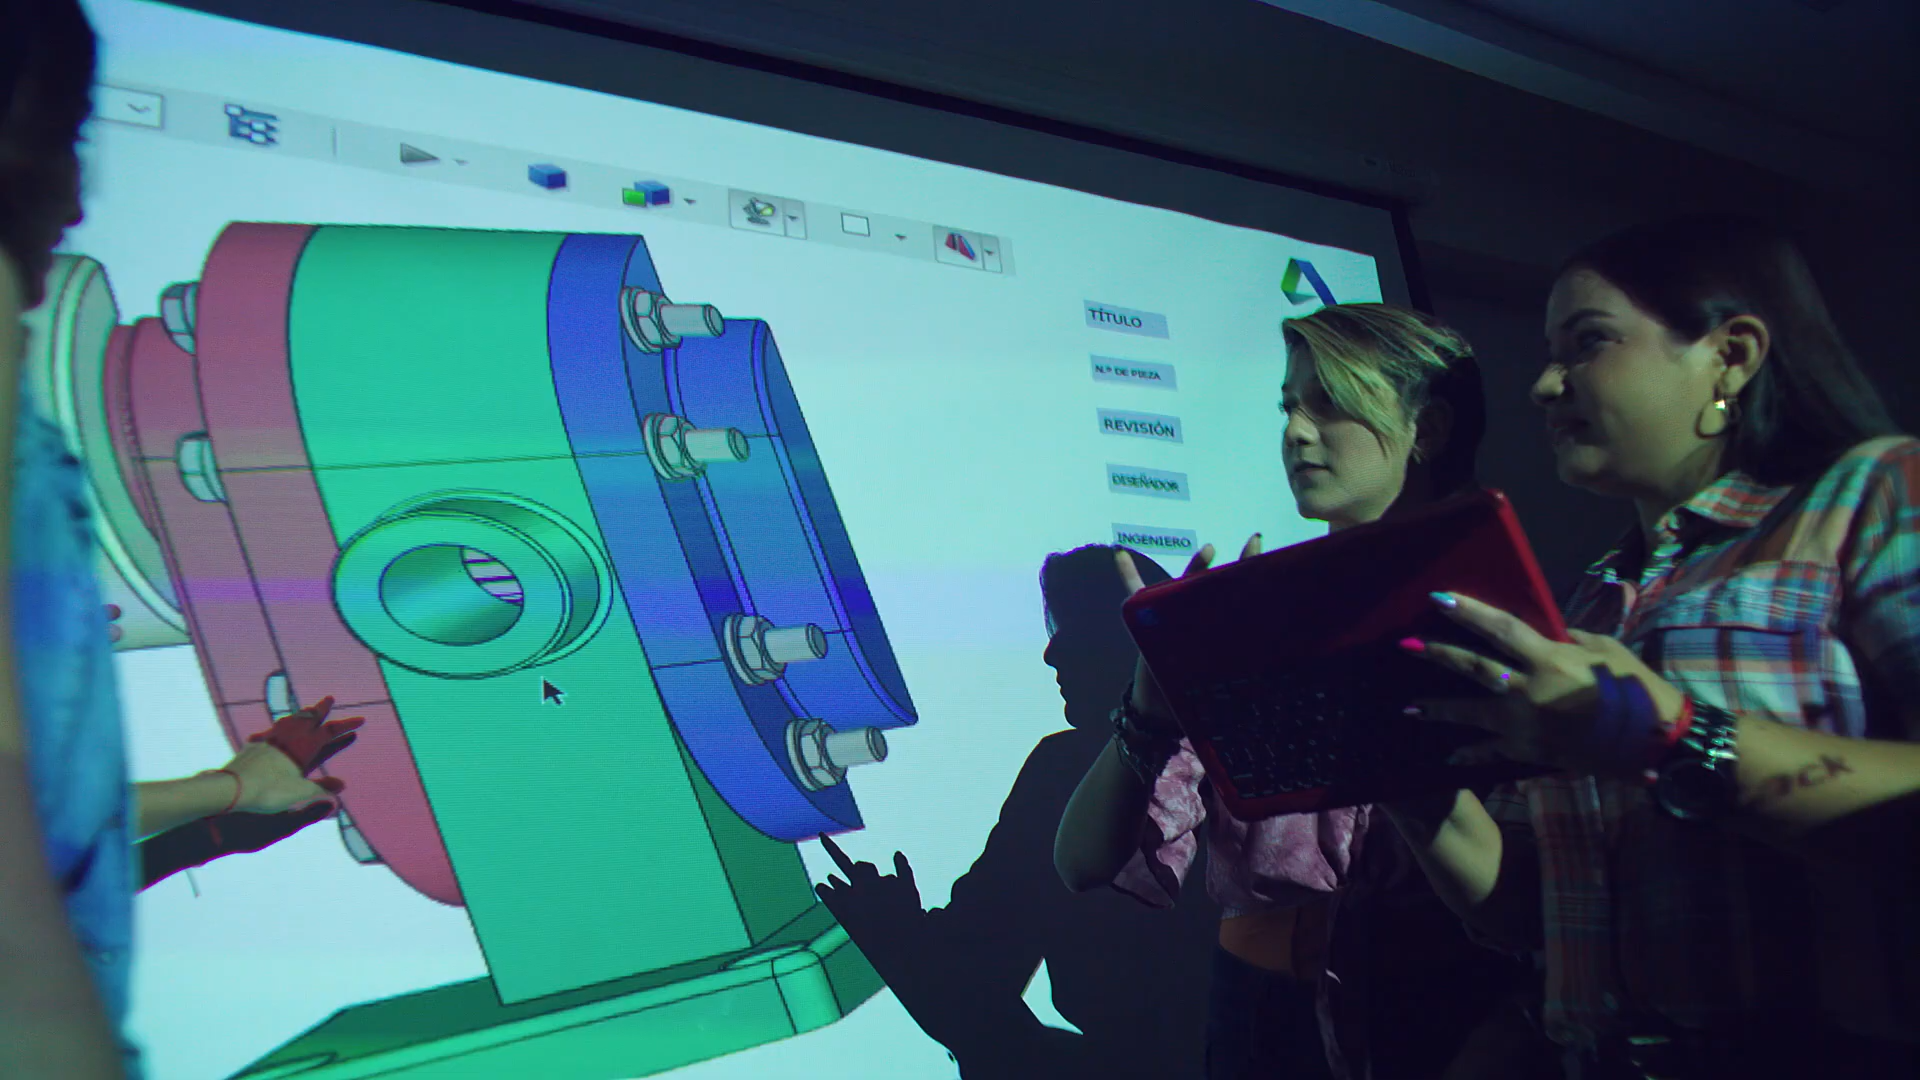 TÍTULO
N.º DE PIEZA
REVISIÓN
DISEÑADOR
INGENIERO